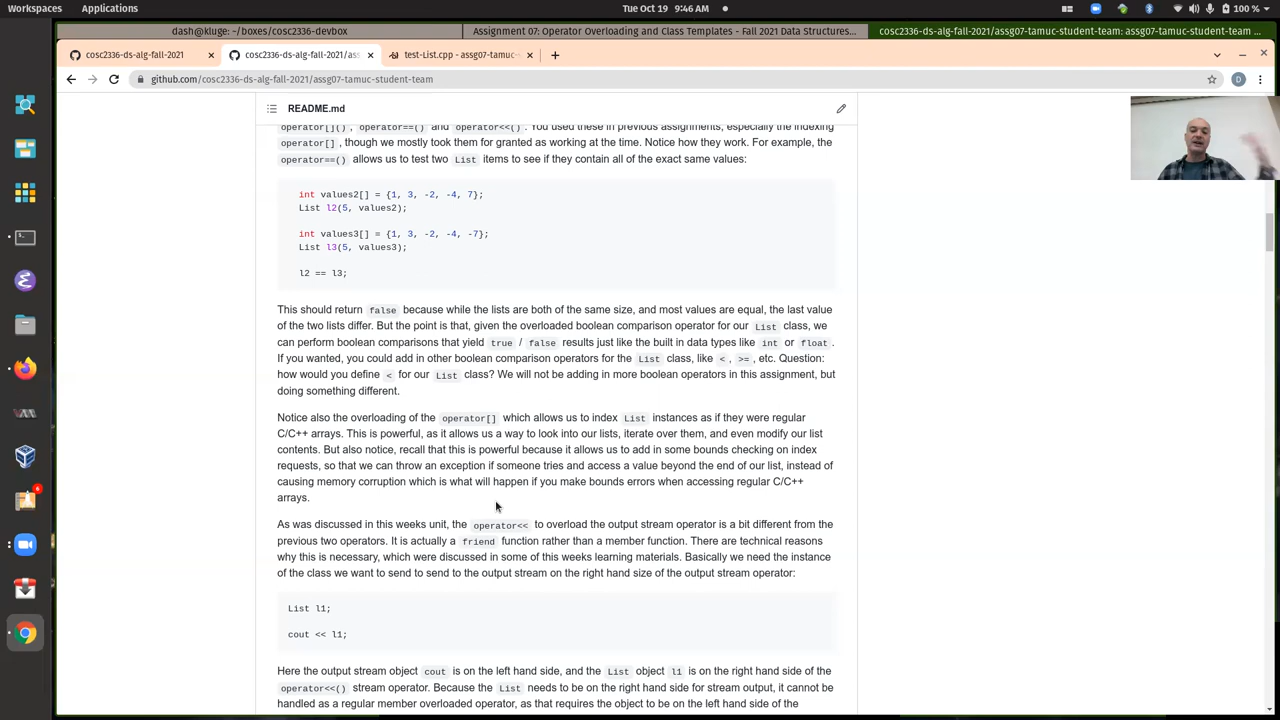 Workspaces Applications Tue Oct 19 9:46 AM 100 %
dash@kluge: ~/boxes/cosc2336-devbox Assignment 07: Operator Overloading and Class Templates - Fall 2021 Data Structures... cosc2336-ds-alg-fall-2021/assg07-tamuc-student-team: assg07-tamuc-student-team ...
cosc2336-ds-alg-fall-2021 × cosc2336-ds-alg-fall-2021/ass × test-List.cpp - assg07-tamuc-s × +
github.com/cosc2336-ds-alg-fall-2021/assg07-tamuc-student-team D
README.md
operator[](), operator==() and operator<<(). You used these in previous assignments, especially the indexing
operator[], though we mostly took them for granted as working at the time. Notice how they work. For example, the
operator==() allows us to test two List items to see if they contain all of the exact same values:
int values2[] = {1, 3, -2, -4, 7};
List l2(5, values2);
int values3[] = {1, 3, -2, -4, -7};
List l3(5, values3);
l2 == l3;
This should return false because while the lists are both of the same size, and most values are equal, the last value
of the two lists differ. But the point is that, given the overloaded boolean comparison operator for our List class, we
can perform boolean comparisons that yield true / false results just like the built in data types like int or float.
If you wanted, you could add in other boolean comparison operators for the List class, like <, >=, etc. Question:
how would you define < for our List class? We will not be adding in more boolean operators in this assignment, but
doing something different.
Notice also the overloading of the operator[] which allows us to index List instances as if they were regular
C/C++ arrays. This is powerful, as it allows us a way to look into our lists, iterate over them, and even modify our list
contents. But also notice, recall that this is powerful because it allows us to add in some bounds checking on index
requests, so that we can throw an exception if someone tries and access a value beyond the end of our list, instead of
causing memory corruption which is what will happen if you make bounds errors when accessing regular C/C++
arrays.
As was discussed in this weeks unit, the operator<< to overload the output stream operator is a bit different from the
previous two operators. It is actually a friend function rather than a member function. There are technical reasons
why this is necessary, which were discussed in some of this weeks learning materials. Basically we need the instance
of the class we want to send to send to the output stream on the right hand size of the output stream operator:
List l1;
cout << l1;
Here the output stream object cout is on the left hand side, and the List object l1 is on the right hand side of the
operator<<() stream operator. Because the List needs to be on the right hand side for stream output, it cannot be
handled as a regular member overloaded operator, as that requires the object to be on the left hand side of the